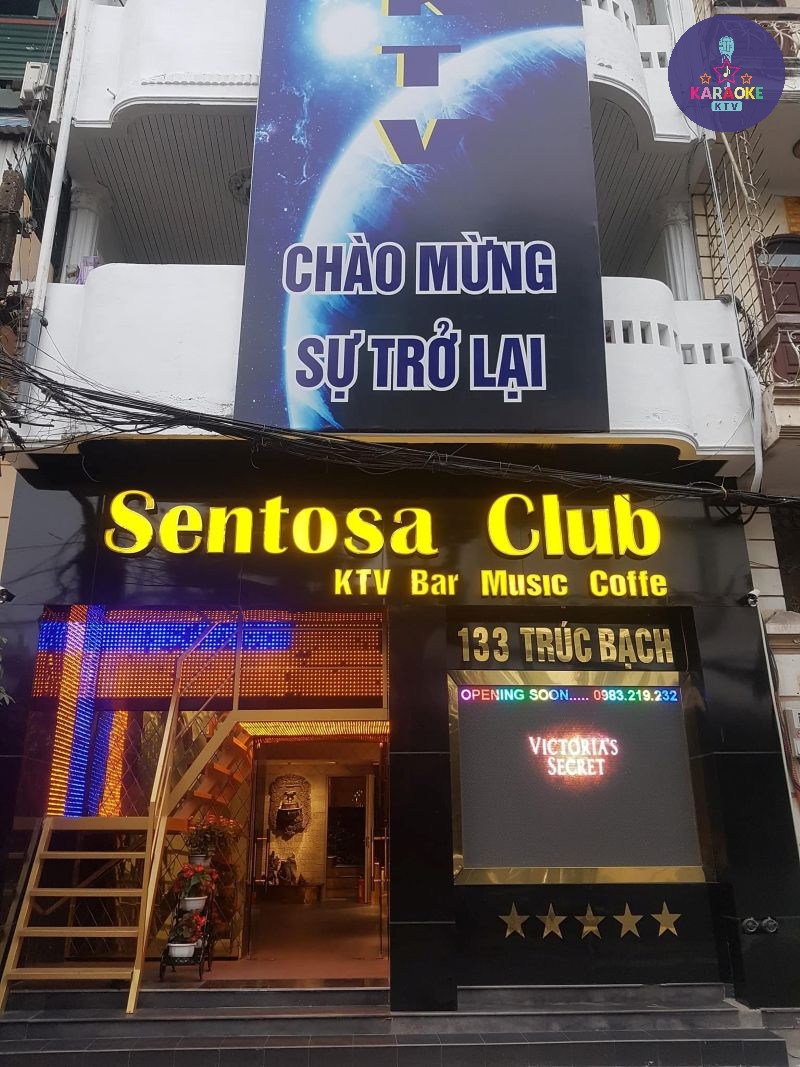 KTV
KARAOKE
KTV
CHÀO MỪNG
SỰ TRỞ LẠI
Sentosa Club
KTV Bar Music Coffe
133 TRÚC BẠCH
OPENING SOON..... 0983.219.232
VICTORIA'S
SECRET